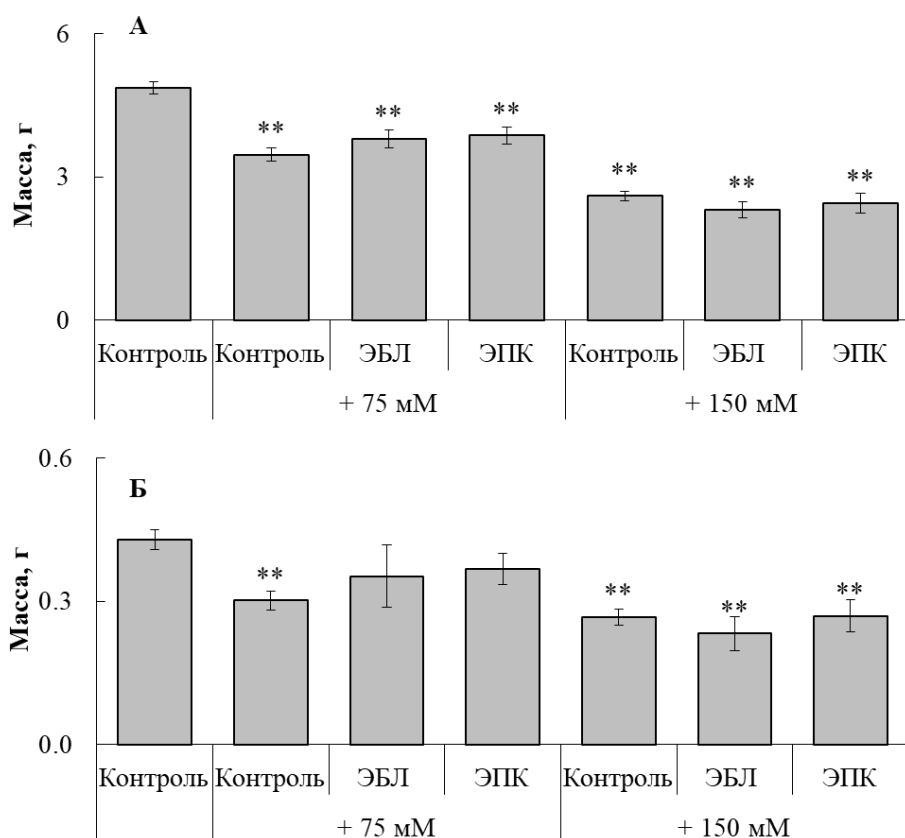 А
6
3
0
Масса, г
** ** ** ** ** **
Контроль Контроль ЭБЛ ЭПК Контроль ЭБЛ ЭПК
+ 75 мМ + 150 мМ
Б
0.6
0.3
0.0
Масса, г
** ** ** **
Контроль Контроль ЭБЛ ЭПК Контроль ЭБЛ ЭПК
+ 75 мМ + 150 мМ